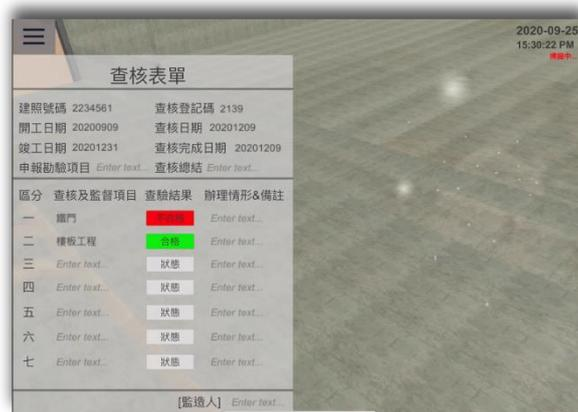 2020-09-25
15:30:22 PM
查核表單
建照號碼 2234561 查核登記碼 2139
開工日期 20200909 查核日期 20201209
竣工日期 20201231 查核完成日期 20201209
申報勘驗項目 Enter text... 查核總結 Enter text...
區分 查核及監督項目 查驗結果 辦理情形&備註
一 鐵門 不合格 Enter text...
二 樓板工程 合格 Enter text...
三 Enter text... 狀態 Enter text...
四 Enter text... 狀態 Enter text...
五 Enter text... 狀態 Enter text...
六 Enter text... 狀態 Enter text...
七 Enter text... 狀態 Enter text...
[監造人] Enter text...